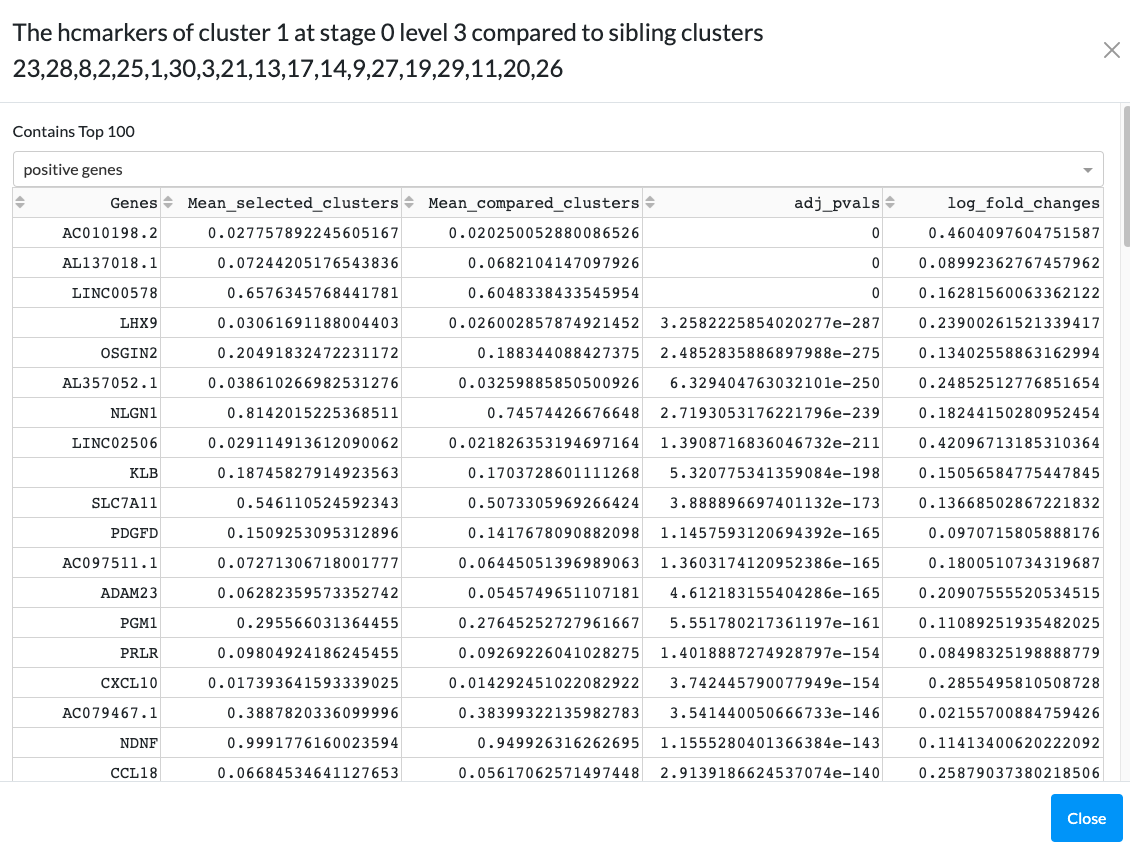 The hcmarkers of cluster 1 at stage 0 level 3 compared to sibling clusters
23,28,8,2,25,1,30,3,21,13,17,14,9,27,19,29,11,20,26
Contains Top 100
positive genes
Genes Mean_selected_clusters Mean_compared_clusters adj_pvals log_fold_changes
AC010198.2 0.027757892245605167 0.020250052880086526 0 0.4604097604751587
AL137018.1 0.07244205176543836 0.0682104147097926 0 0.08992362767457962
LINC00578 0.6576345768441781 0.6048338433545954 0 0.16281560063362122
LHX9 0.03061691188004403 0.026002857874921452 3.2582225854020277e-287 0.23900261521339417
OSGIN2 0.20491832472231172 0.188344088427375 2.4852835886897988e-275 0.13402558863162994
AL357052.1 0.038610266982531276 0.03259885850500926 6.329404763032101e-250 0.24852512776851654
NLGN1 0.8142015225368511 0.74574426676648 2.7193053176221796e-239 0.18244150280952454
LINC02506 0.029114913612090062 0.021826353194697164 1.3908716836046732e-211 0.42096713185310364
KLB 0.18745827914923563 0.1703728601111268 5.320775341359084e-198 0.15056584775447845
SLC7A11 0.546110524592343 0.5073305969266424 3.888896697401132e-173 0.13668502867221832
PDGFD 0.1509253095312896 0.1417678090882098 1.1457593120694392e-165 0.0970715805888176
AC097511.1 0.07271306718001777 0.06445051396989063 1.3603174120952386e-165 0.1800510734319687
ADAM23 0.06282359573352742 0.0545749651107181 4.612183155404286e-165 0.20907555520534515
PGM1 0.295566031364455 0.27645252727961667 5.551780217361197e-161 0.11089251935482025
PRLR 0.09804924186245455 0.09269226041028275 1.4018887274928797e-154 0.08498325198888779
CXCL10 0.017393641593339025 0.014292451022082922 3.742445790077949e-154 0.2855495810508728
AC079467.1 0.3887820336099996 0.38399322135982783 3.541440050666733e-146 0.02155700884759426
NDNF 0.9991776160023594 0.949926316262695 1.1555280401366384e-143 0.11413400620222092
CCL18 0.06684534641127653 0.05617062571497448 2.9139186624537074e-140 0.25879037380218506
Close